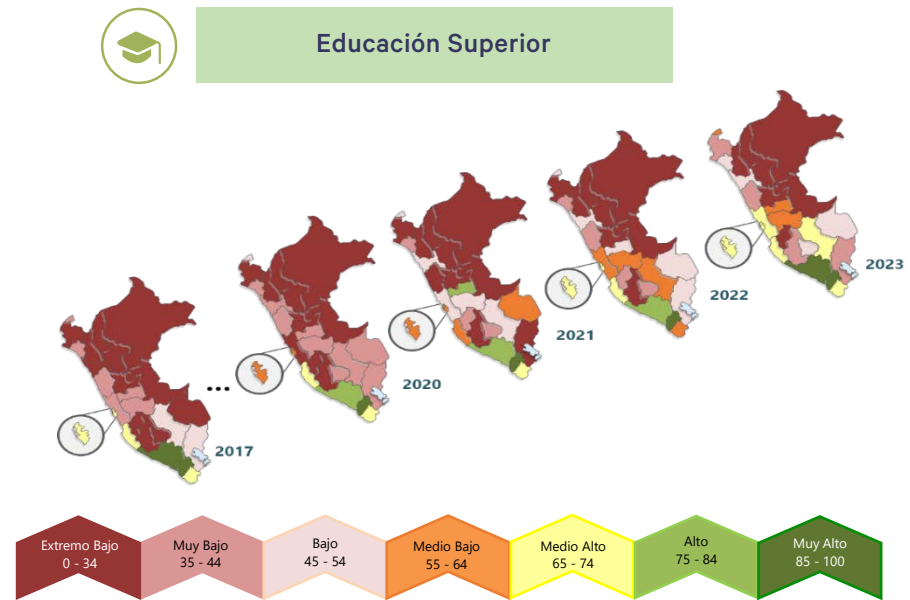 Educación Superior
2023
2022
2021
...
2020
2017
Extremo Bajo
0 - 34
Muy Bajo
35 - 44
Bajo
45 - 54
Medio Bajo
55 - 64
Medio Alto
65 - 74
Alto
75 - 84
Muy Alto
85 - 100